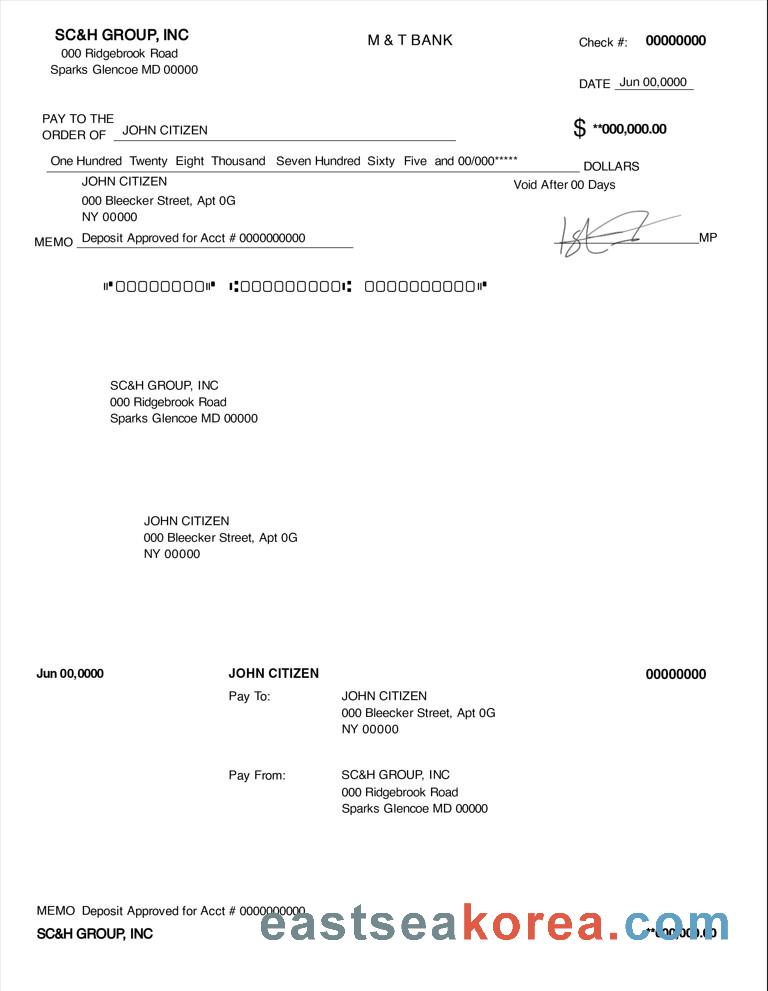 SC&H GROUP, INC
000 Ridgebrook Road
Sparks Glencoe MD 00000
M & T BANK
Check #: 00000000
DATE Jun 00,0000
PAY TO THE
ORDER OF JOHN CITIZEN
$ **000,000.00
One Hundred Twenty Eight Thousand Seven Hundred Sixty Five and 00/000*****
DOLLARS
JOHN CITIZEN
000 Bleecker Street, Apt 0G
NY 00000
Void After 00 Days
MEMO Deposit Approved for Acct # 0000000000
MP
⑈00000000⑈ ⑆000000000⑆ 0000000000⑈
SC&H GROUP, INC
000 Ridgebrook Road
Sparks Glencoe MD 00000
JOHN CITIZEN
000 Bleecker Street, Apt 0G
NY 00000
Jun 00,0000 JOHN CITIZEN 00000000
Pay To: JOHN CITIZEN
000 Bleecker Street, Apt 0G
NY 00000
Pay From: SC&H GROUP, INC
000 Ridgebrook Road
Sparks Glencoe MD 00000
MEMO Deposit Approved for Acct # 0000000000
eastseakorea.com
SC&H GROUP, INC **000,000.00